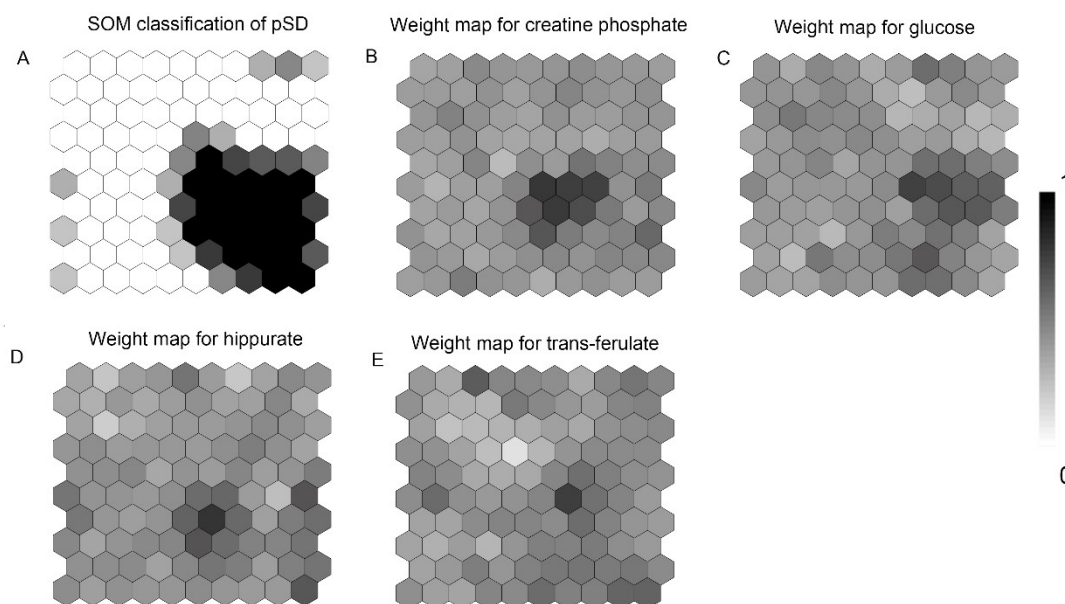 SOM classification of pSD
Weight map for creatine phosphate
Weight map for glucose
A
B
C
1
0
Weight map for hippurate
Weight map for trans-ferulate
D
E